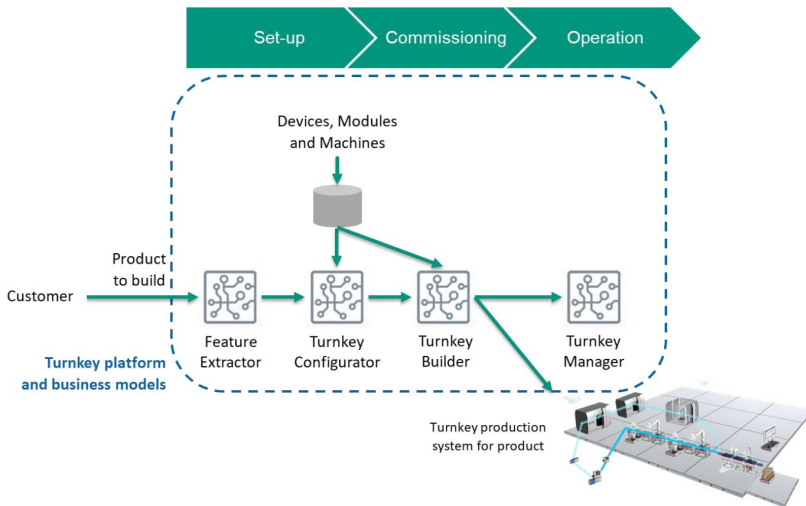 Set-up
Commissioning
Operation
Devices, Modules
and Machines
Product
to build
Customer
Feature
Extractor
Turnkey
Configurator
Turnkey
Builder
Turnkey
Manager
Turnkey platform
and business models
Turnkey production
system for product